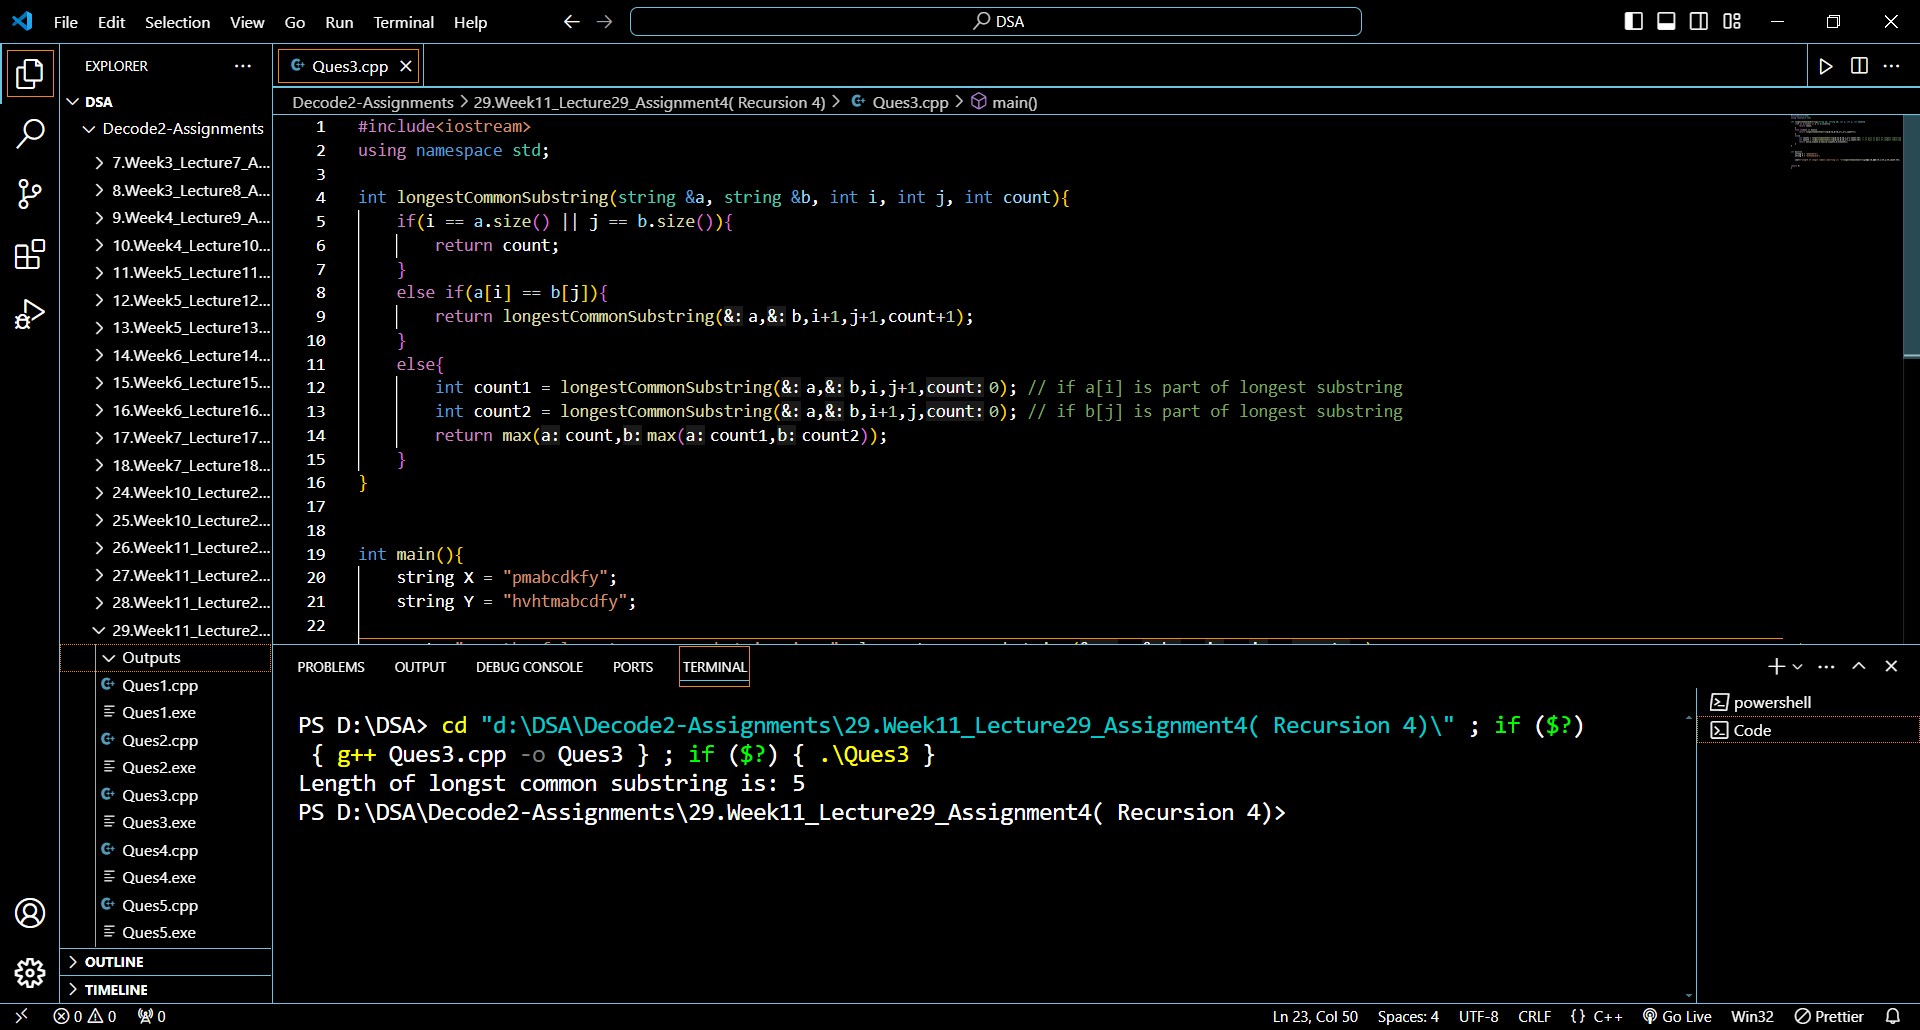 File Edit Selection View Go Run Terminal Help
DSA
EXPLORER
DSA
Decode2-Assignments
7.Week3_Lecture7_A...
8.Week3_Lecture8_A...
9.Week4_Lecture9_A...
10.Week4_Lecture10...
11.Week5_Lecture11...
12.Week5_Lecture12...
13.Week5_Lecture13...
14.Week6_Lecture14...
15.Week6_Lecture15...
16.Week6_Lecture16...
17.Week7_Lecture17...
18.Week7_Lecture18...
24.Week10_Lecture2...
25.Week10_Lecture2...
26.Week11_Lecture2...
27.Week11_Lecture2...
28.Week11_Lecture2...
29.Week11_Lecture2...
Outputs
Ques1.cpp
Ques1.exe
Ques2.cpp
Ques2.exe
Ques3.cpp
Ques3.exe
Ques4.cpp
Ques4.exe
Ques5.cpp
Ques5.exe
OUTLINE
TIMELINE
Ques3.cpp
Decode2-Assignments > 29.Week11_Lecture29_Assignment4( Recursion 4) > Ques3.cpp > main()
1 #include<iostream>
2 using namespace std;
3
4 int longestCommonSubstring(string &a, string &b, int i, int j, int count){
5 if(i == a.size() || j == b.size()){
6 return count;
7 }
8 else if(a[i] == b[j]){
9 return longestCommonSubstring(&: a,&: b,i+1,j+1,count+1);
10 }
11 else{
12 int count1 = longestCommonSubstring(&: a,&: b,i,j+1,count: 0); // if a[i] is part of longest substring
13 int count2 = longestCommonSubstring(&: a,&: b,i+1,j,count: 0); // if b[j] is part of longest substring
14 return max(a: count,b: max(a: count1,b: count2));
15 }
16 }
17
18
19 int main(){
20 string X = "pmabcdkfy";
21 string Y = "hvhtmabcdfy";
22
PROBLEMS OUTPUT DEBUG CONSOLE PORTS TERMINAL
PS D:\DSA> cd "d:\DSA\Decode2-Assignments\29.Week11_Lecture29_Assignment4( Recursion 4)\" ; if ($?)
{ g++ Ques3.cpp -o Ques3 } ; if ($?) { .\Ques3 }
Length of longst common substring is: 5
PS D:\DSA\Decode2-Assignments\29.Week11_Lecture29_Assignment4( Recursion 4)>
powershell
Code
0 0 0 Ln 23, Col 50 Spaces: 4 UTF-8 CRLF {} C++ Go Live Win32 Prettier